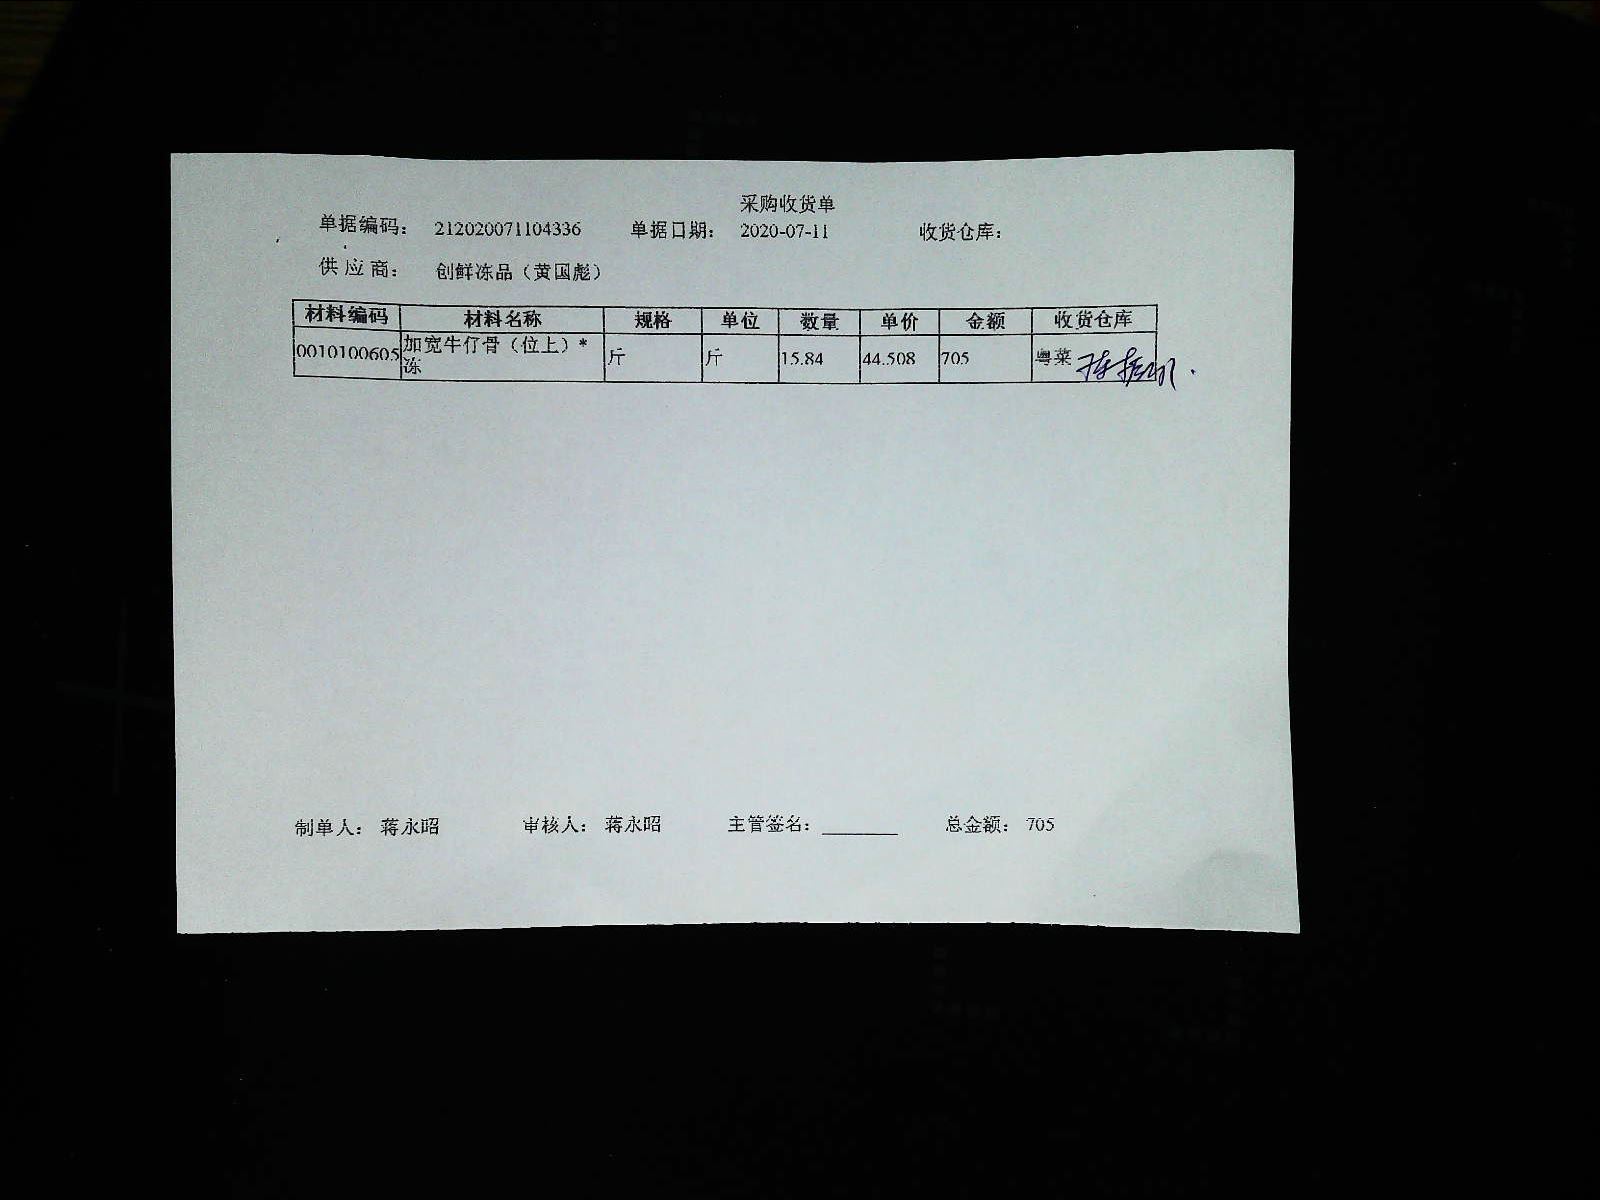 采购收货单
单据编码： 212020071104336 单据日期： 2020-07-11 收货仓库：
供应商： 创鲜冻品（黄国彪）
材料编码 材料名称 规格 单位 数量 单价 金额 收货仓库
0010100605 加宽牛仔骨（位上）* 斤 斤 15.84 44.508 705 粤菜
冻
制单人： 蒋永昭 审核人： 蒋永昭 主管签名：________ 总金额： 705